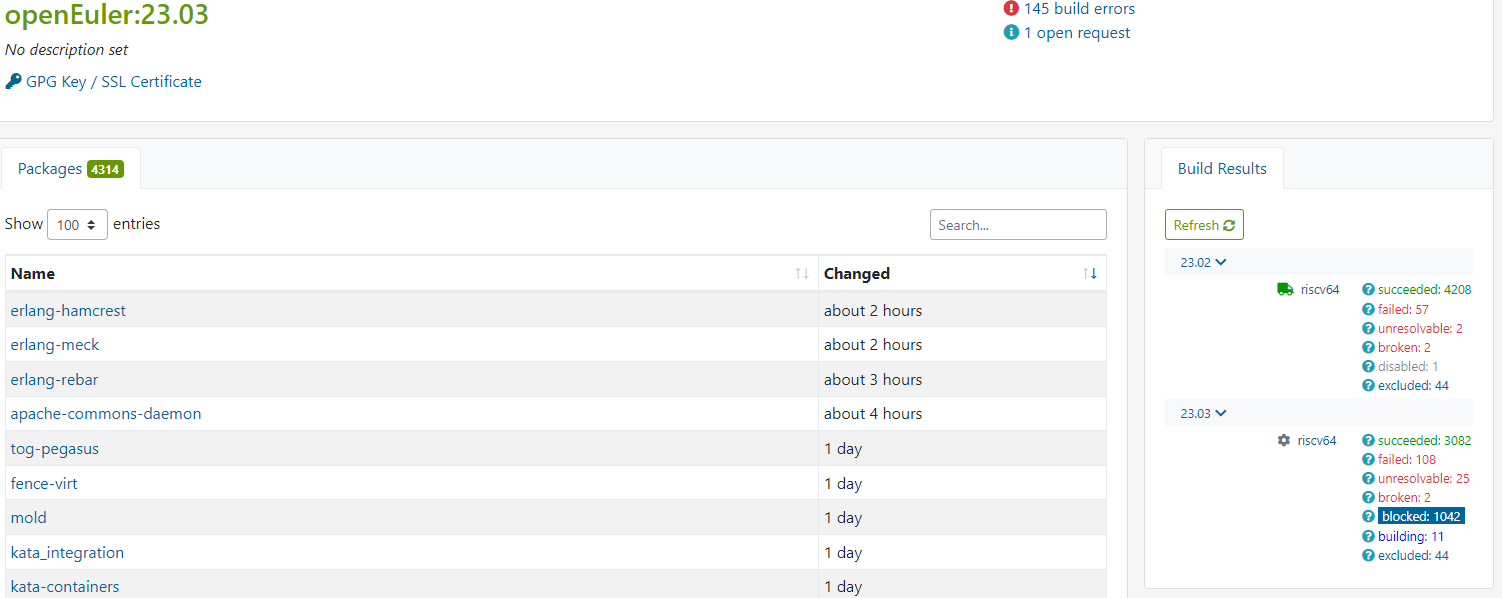 openEuler:23.03
No description set
GPG Key / SSL Certificate
145 build errors
1 open request
Packages 4314
Show 100 entries
Search...
Name Changed
erlang-hamcrest about 2 hours
erlang-meck about 2 hours
erlang-rebar about 3 hours
apache-commons-daemon about 4 hours
tog-pegasus 1 day
fence-virt 1 day
mold 1 day
kata_integration 1 day
kata-containers 1 day
Build Results
Refresh
23.02
riscv64 succeeded: 4208
failed: 57
unresolvable: 2
broken: 2
disabled: 1
excluded: 44
23.03
riscv64 succeeded: 3082
failed: 108
unresolvable: 25
broken: 2
blocked: 1042
building: 11
excluded: 44